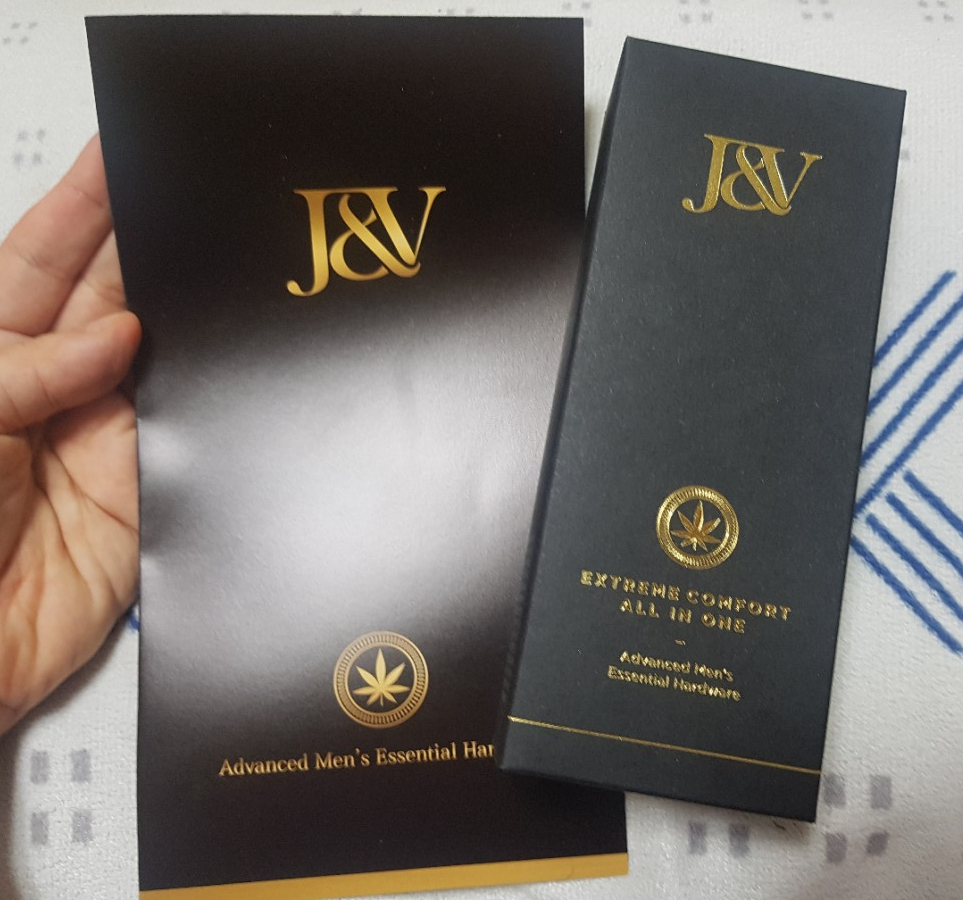 J&V
Advanced Men's Essential Har
J&V
EXTREME COMFORT
ALL IN ONE
–
Advanced Men's
Essential Hardware